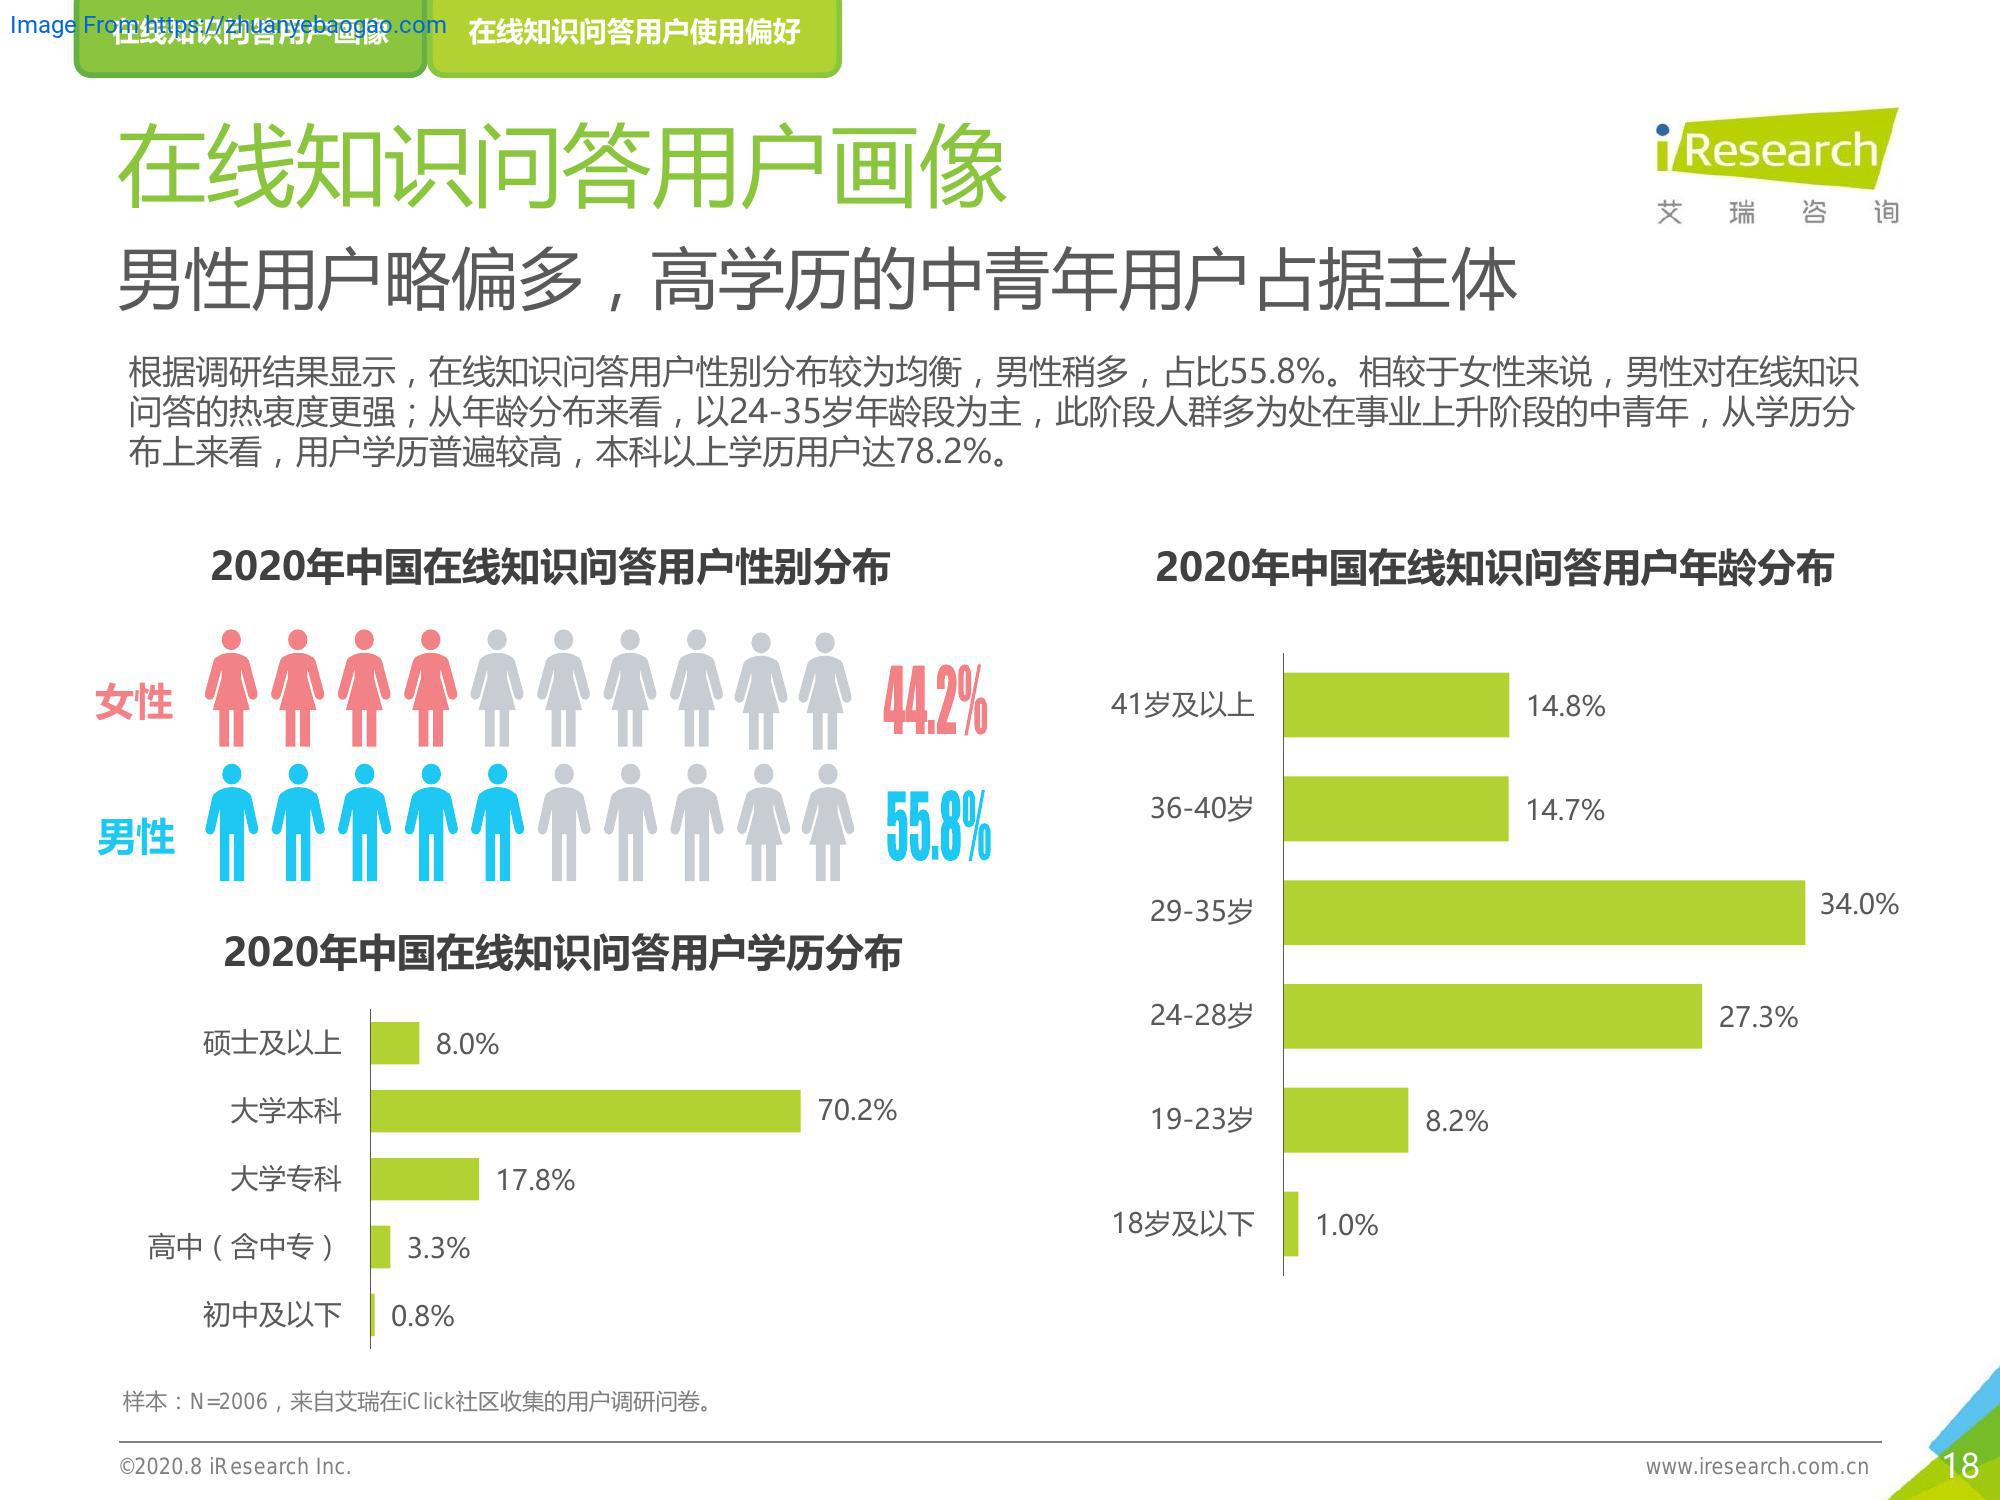 Image From:https://zhuanyebaogao.com
在线知识问答用户画像
在线知识问答用户使用偏好
iResearch
艾瑞咨询
在线知识问答用户画像
男性用户略偏多，高学历的中青年用户占据主体
根据调研结果显示，在线知识问答用户性别分布较为均衡，男性稍多，占比55.8%。相较于女性来说，男性对在线知识
问答的热衷度更强；从年龄分布来看，以24-35岁年龄段为主，此阶段人群多为处在事业上升阶段的中青年，从学历分
布上来看，用户学历普遍较高，本科以上学历用户达78.2%。
2020年中国在线知识问答用户性别分布
女性 44.2%
男性 55.8%
2020年中国在线知识问答用户学历分布
硕士及以上 8.0%
大学本科 70.2%
大学专科 17.8%
高中（含中专） 3.3%
初中及以下 0.8%
2020年中国在线知识问答用户年龄分布
41岁及以上 14.8%
36-40岁 14.7%
29-35岁 34.0%
24-28岁 27.3%
19-23岁 8.2%
18岁及以下 1.0%
样本：N=2006，来自艾瑞在iClick社区收集的用户调研问卷。
©2020.8 iResearch Inc.
www.iresearch.com.cn
18